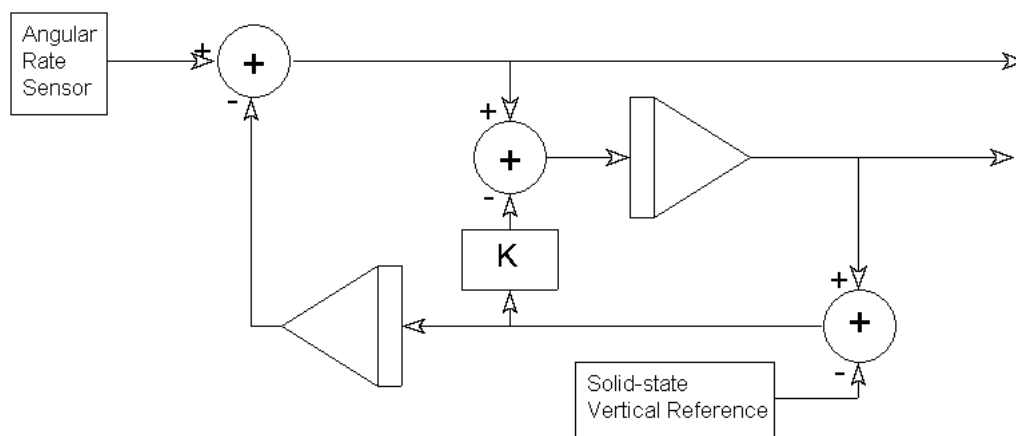 Angular
Rate
Sensor
+
+
-
+
+
-
K
+
+
-
Solid-state
Vertical Reference